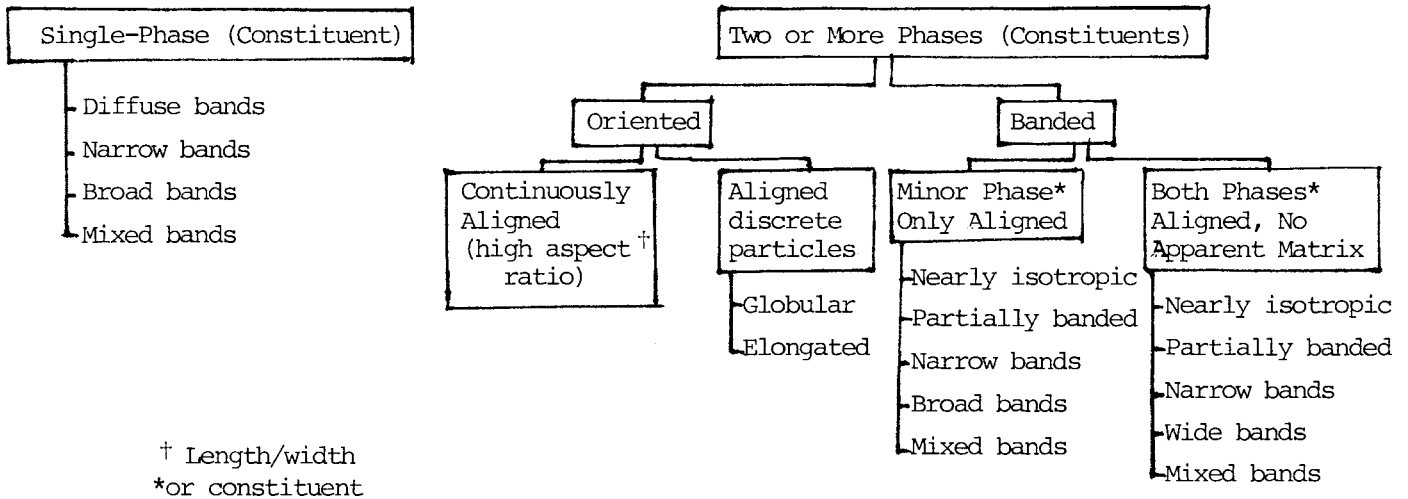 Single-Phase (Constituent)
Diffuse bands
Narrow bands
Broad bands
Mixed bands
Two or More Phases (Constituents)
Oriented
Banded
Continuously
Aligned
(high aspect †
ratio)
Aligned
discrete
particles
Globular
Elongated
Minor Phase*
Only Aligned
Nearly isotropic
Partially banded
Narrow bands
Broad bands
Mixed bands
Both Phases*
Aligned, No
Apparent Matrix
Nearly isotropic
Partially banded
Narrow bands
Wide bands
Mixed bands
† Length/width
*or constituent